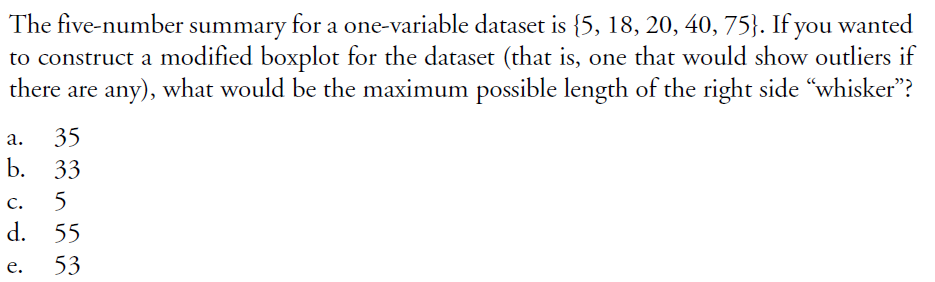 The five-number summary for a one-variable dataset is {5, 18, 20, 40, 75}. If you wanted
to construct a modified boxplot for the dataset (that is, one that would show outliers if
there are any), what would be the maximum possible length of the right side “whisker”?
a. 35
b. 33
c. 5
d. 55
e. 53